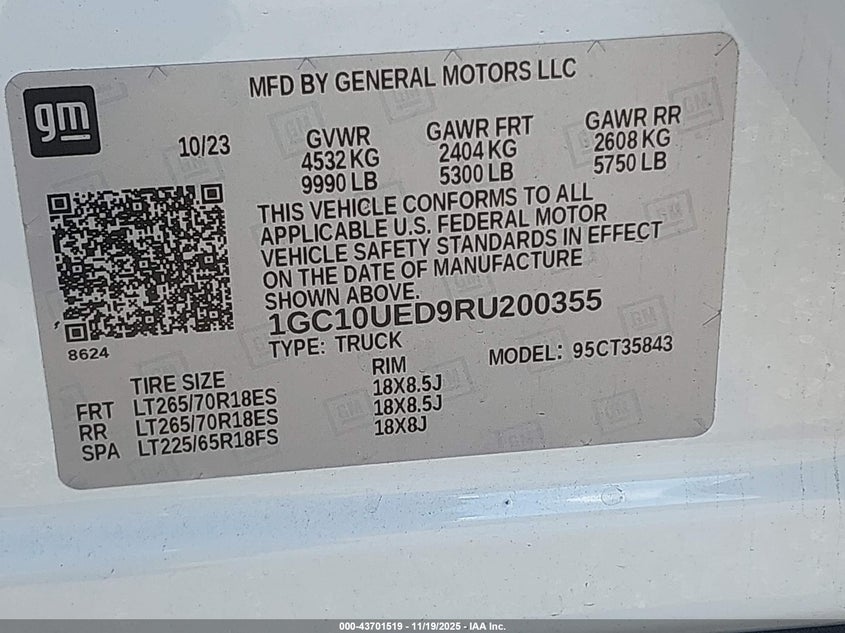 MFD BY GENERAL MOTORS LLC
gm
10/23
GVWR
4532 KG
9990 LB
GAWR FRT
2404 KG
5300 LB
GAWR RR
2608 KG
5750 LB
THIS VEHICLE CONFORMS TO ALL
APPLICABLE U.S. FEDERAL MOTOR
VEHICLE SAFETY STANDARDS IN EFFECT
ON THE DATE OF MANUFACTURE
SHOWN ABOVE.
1GC10UED9RU200355
8624
TYPE: TRUCK
MODEL: 95CT35843
TIRE SIZE RIM
FRT LT265/70R18ES 18X8.5J
RR LT265/70R18ES 18X8.5J
SPA LT225/65R18FS 18X8J
000-43701519 - 11/19/2025 - IAA Inc.